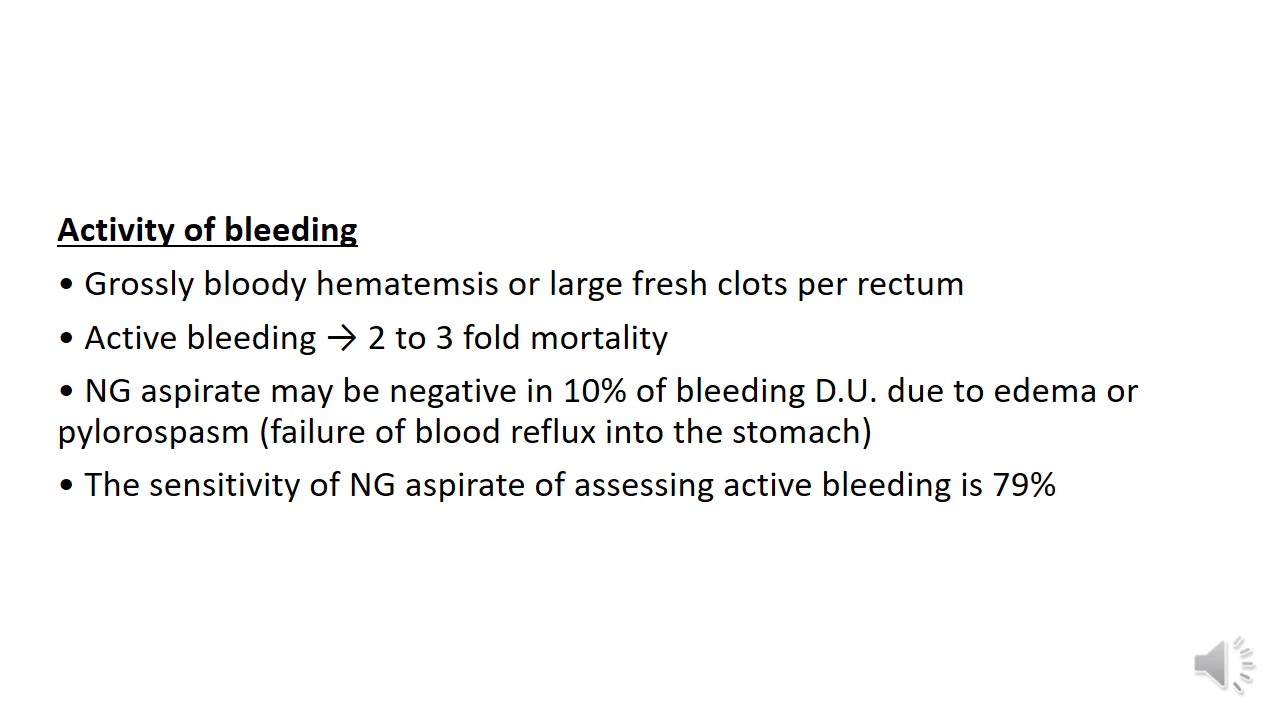 Activity of bleeding
• Grossly bloody hematemsis or large fresh clots per rectum
• Active bleeding → 2 to 3 fold mortality
• NG aspirate may be negative in 10% of bleeding D.U. due to edema or
pylorospasm (failure of blood reflux into the stomach)
• The sensitivity of NG aspirate of assessing active bleeding is 79%